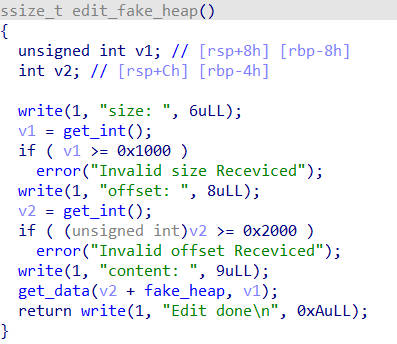 ssize_t edit_fake_heap()
{
  unsigned int v1; // [rsp+8h] [rbp-8h]
  int v2; // [rsp+Ch] [rbp-4h]

  write(1, "size: ", 6uLL);
  v1 = get_int();
  if ( v1 >= 0x1000 )
    error("Invalid size Receviced");
  write(1, "offset: ", 8uLL);
  v2 = get_int();
  if ( (unsigned int)v2 >= 0x2000 )
    error("Invalid offset Receviced");
  write(1, "content: ", 9uLL);
  get_data(v2 + fake_heap, v1);
  return write(1, "Edit done\n", 0xAuLL);
}